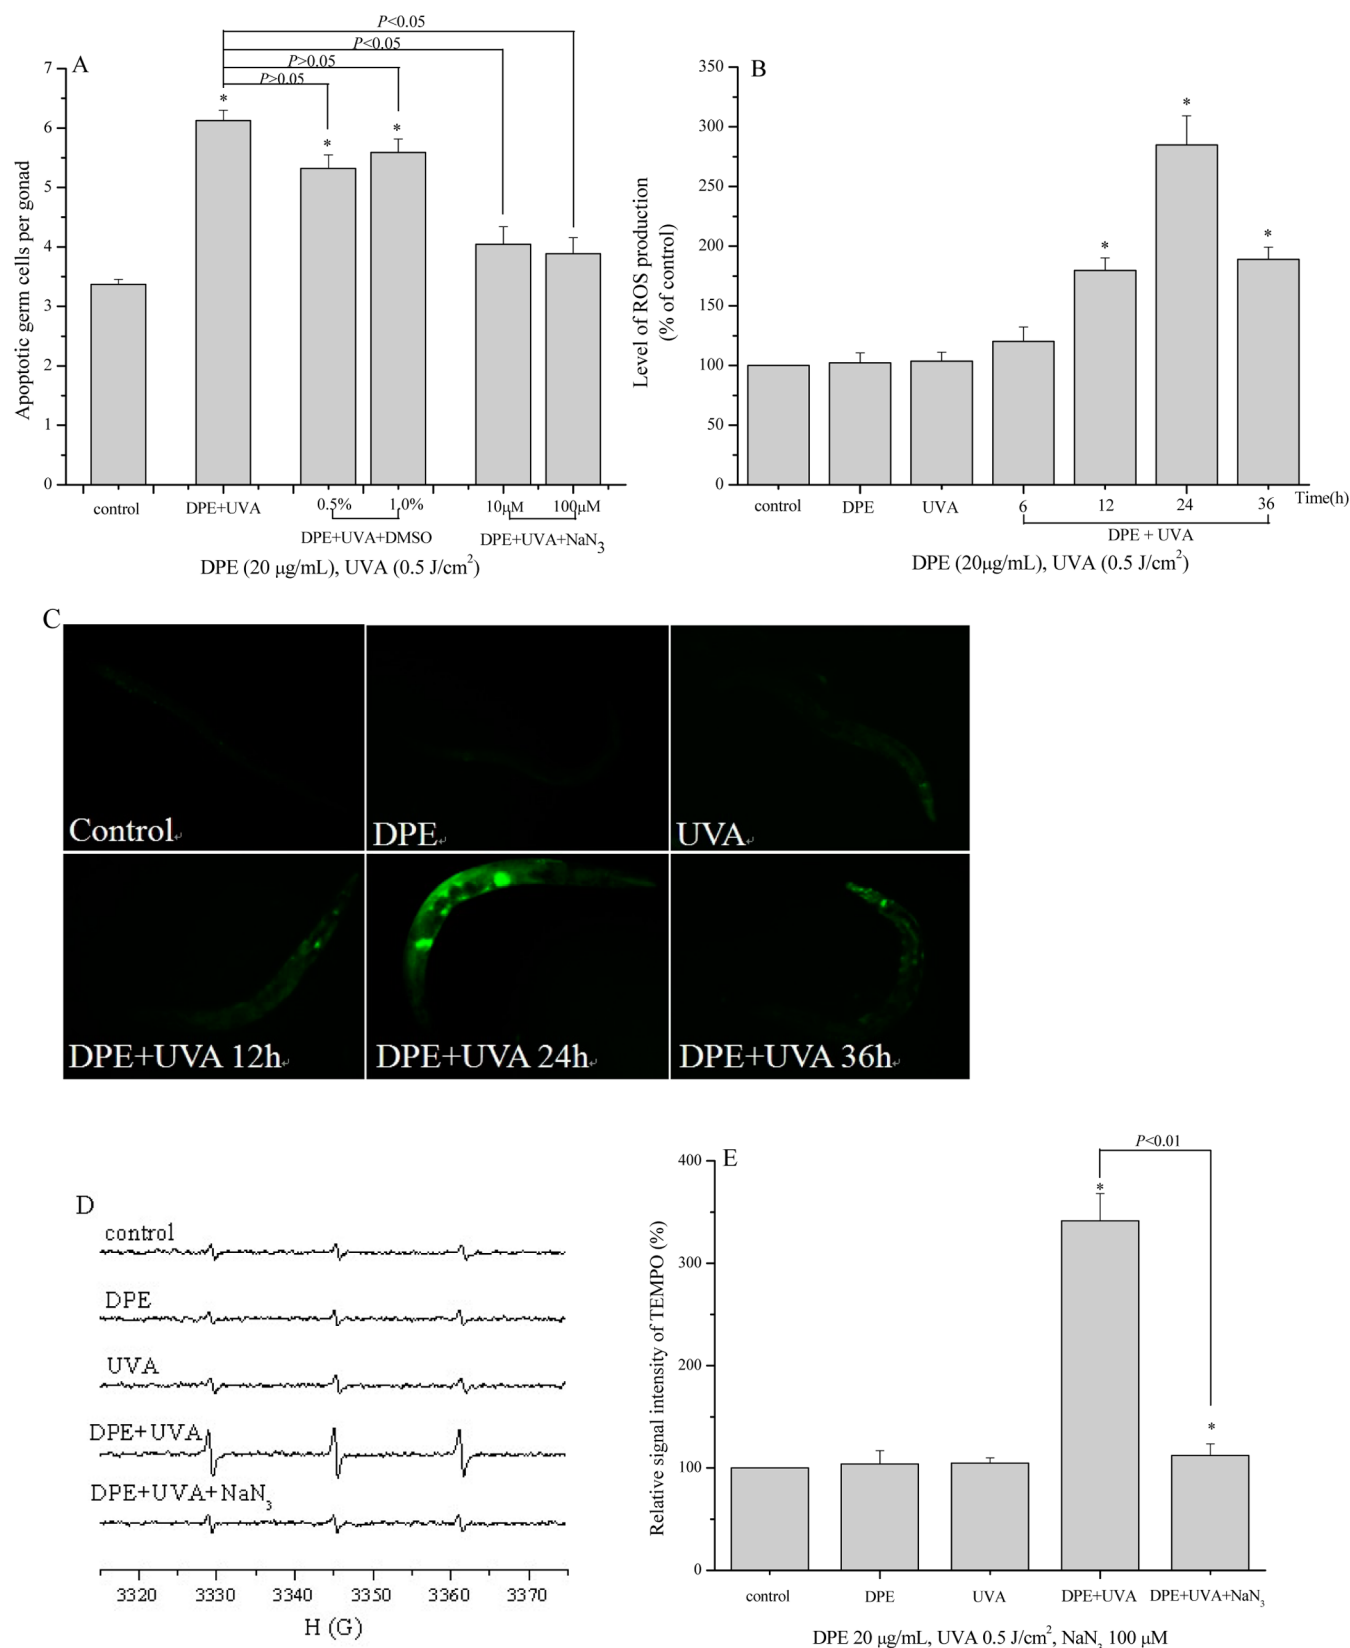 A
P<0.05
P<0.05
P>0.05
P>0.05
7
6
5
4
3
2
1
0
Apoptotic germ cells per gonad
*
*
*
control
DPE+UVA
0.5%
1.0%
10μM
100μM
DPE+UVA+DMSO
DPE+UVA+NaN3
DPE (20 μg/mL), UVA (0.5 J/cm2)
B
350
300
250
200
150
100
50
0
Level of ROS production
(% of control)
*
*
*
control
DPE
UVA
6
12
24
36
Time(h)
DPE + UVA
DPE (20μg/mL), UVA (0.5 J/cm2)
C
Control
DPE
UVA
DPE+UVA 12h
DPE+UVA 24h
DPE+UVA 36h
D
control
DPE
UVA
DPE+UVA
DPE+UVA+NaN3
3320 3330 3340 3350 3360 3370
H (G)
E
P<0.01
400
300
200
100
0
Relative signal intensity of TEMPO (%)
*
*
control
DPE
UVA
DPE+UVA
DPE+UVA+NaN3
DPE 20 μg/mL, UVA 0.5 J/cm2, NaN3 100 μM